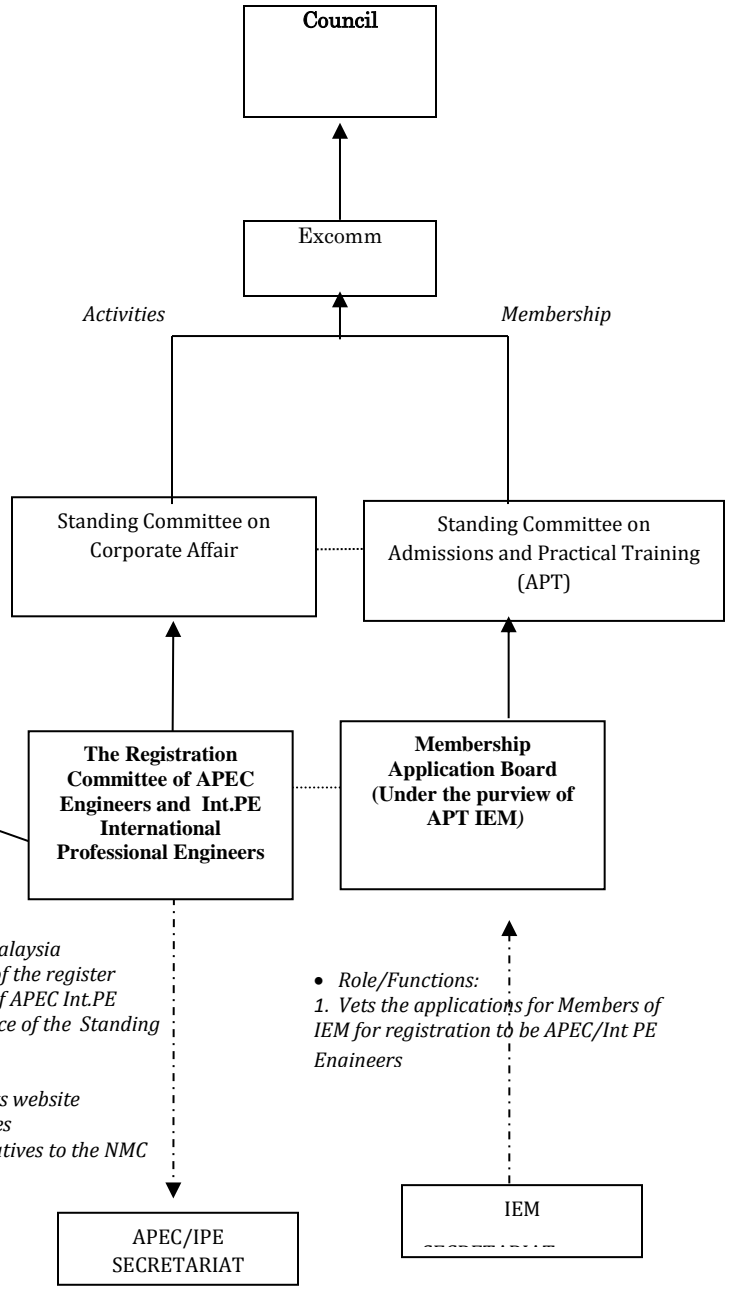 Council
Excomm
Activities
Membership
Standing Committee on
Corporate Affair
Standing Committee on
Admissions and Practical Training
(APT)
The Registration
Committee of APEC
Engineers and Int.PE
International
Professional Engineers
Membership
Application Board
(Under the purview of
APT IEM)
alaysia
of the register
f APEC Int.PE
ce of the Standing
s website
es
atives to the NMC
• Role/Functions:
1. Vets the applications for Members of
IEM for registration to be APEC/Int PE
Enaineers
APEC/IPE
SECRETARIAT
IEM